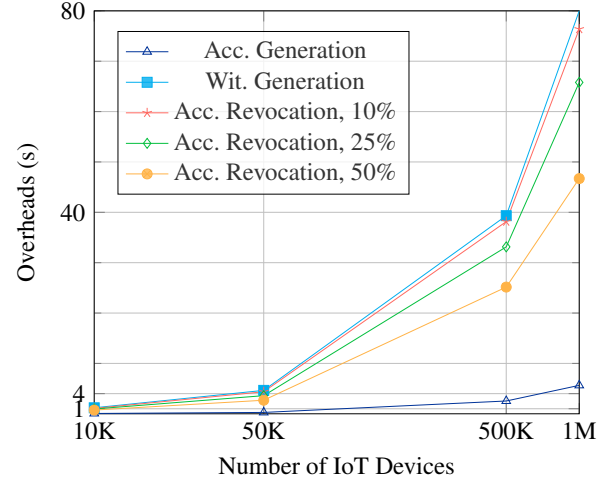 80
40
4
1
Overheads (s)
Acc. Generation
Wit. Generation
Acc. Revocation, 10%
Acc. Revocation, 25%
Acc. Revocation, 50%
10K 50K 500K 1M
Number of IoT Devices